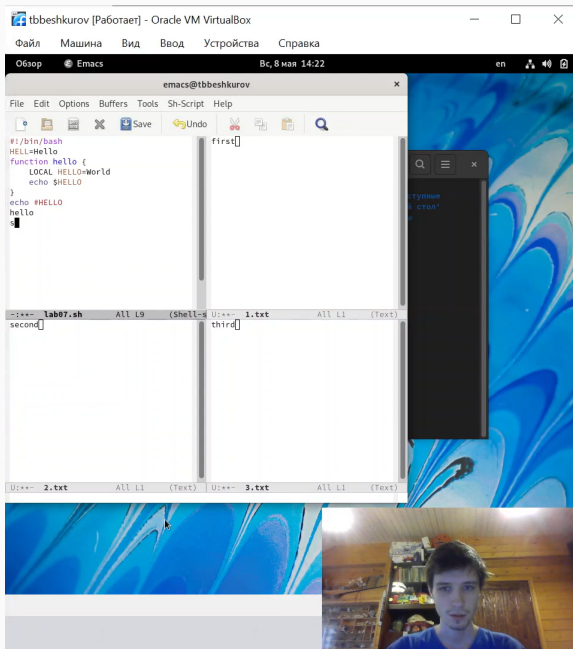 tbbeshkurov [Работает] - Oracle VM VirtualBox
Файл Машина Вид Ввод Устройства Справка
Обзор Emacs Вс, 8 мая 14:22 en
emacs@tbbeshkurov
File Edit Options Buffers Tools Sh-Script Help
Save Undo
#!/bin/bash
HELL=Hello
function hello {
LOCAL HELLO=World
echo $HELLO
}
echo #HELLO
hello
s
first
-:**- lab07.sh All L9 (Shell-s
U:**- 1.txt All L1 (Text)
second
third
U:**- 2.txt All L1 (Text)
U:**- 3.txt All L1 (Text)
ступные
й стол'